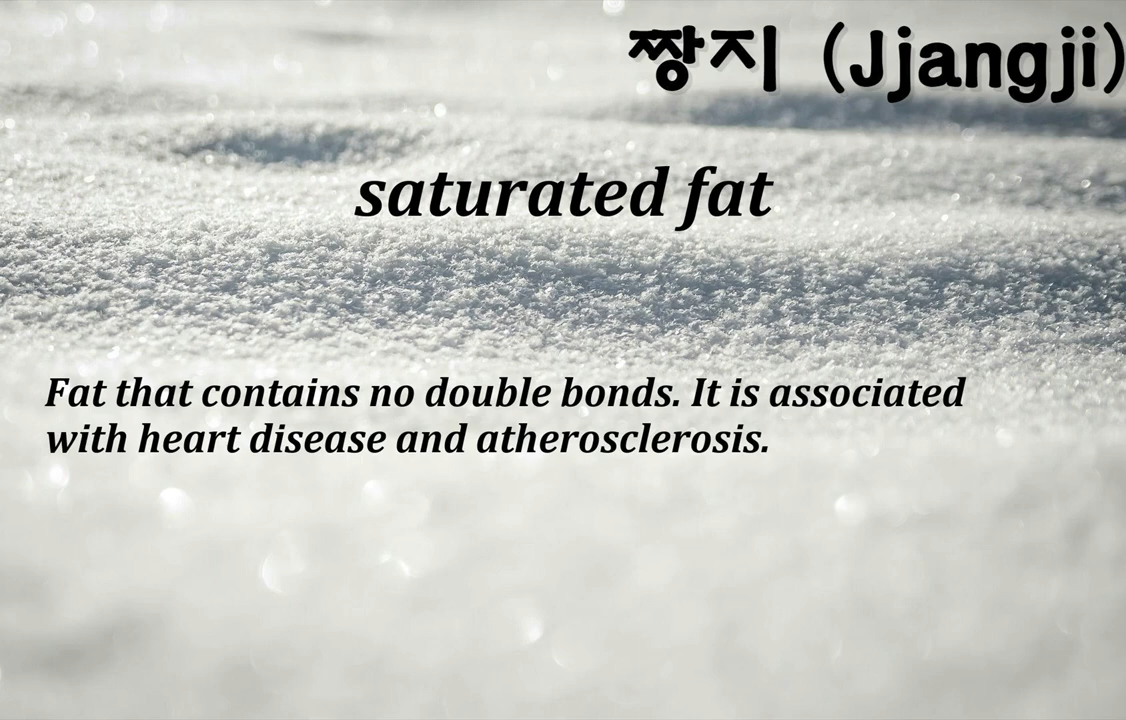 짱지 (Jjangji)
saturated fat
Fat that contains no double bonds. It is associated
with heart disease and atherosclerosis.